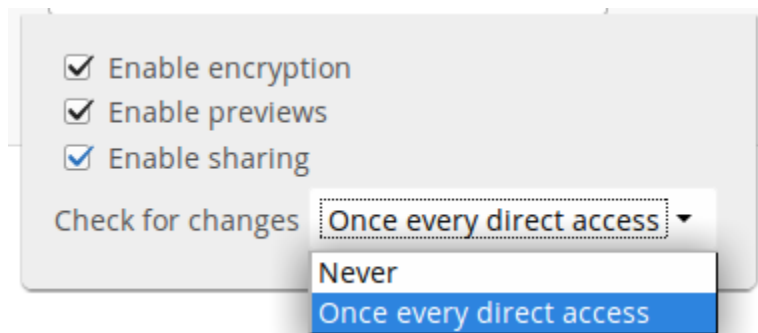 Enable encryption
Enable previews
Enable sharing
Check for changes Once every direct access
Never
Once every direct access